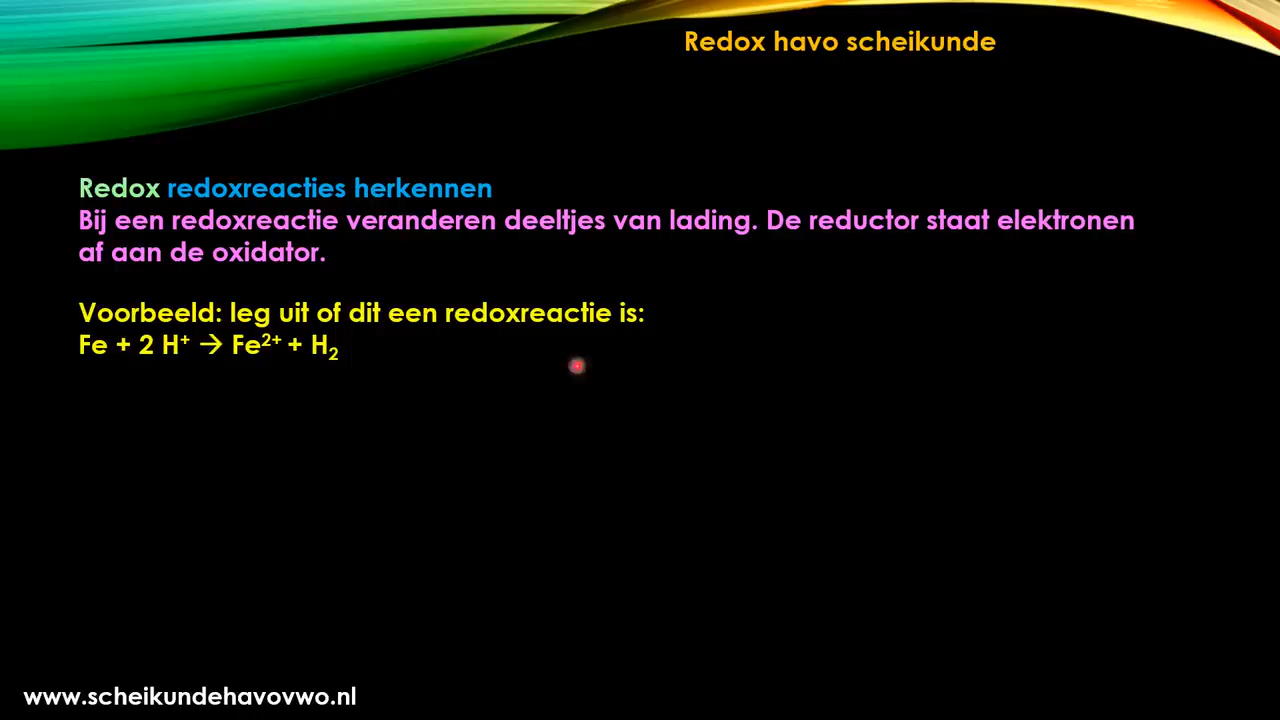 Redox havo scheikunde
Redox redoxreacties herkennen
Bij een redoxreactie veranderen deeltjes van lading. De reductor staat elektronen
af aan de oxidator.
Voorbeeld: leg uit of dit een redoxreactie is:
Fe + 2 H⁺ → Fe²⁺ + H₂
www.scheikundehavovwo.nl